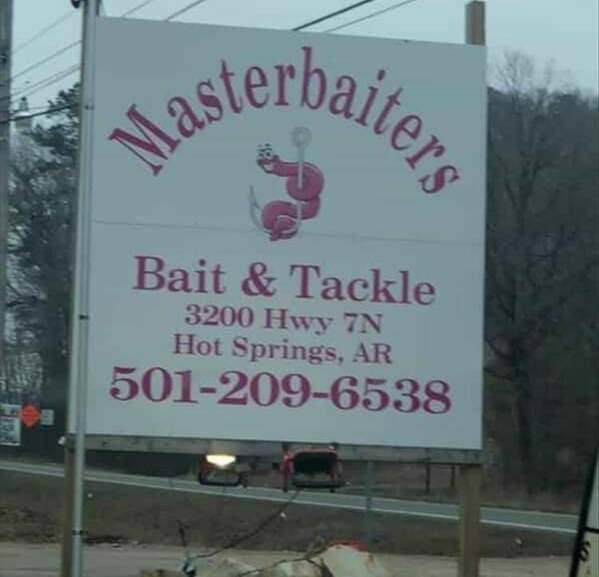 Masterbaiters
Bait & Tackle
3200 Hwy 7N
Hot Springs, AR
501-209-6538